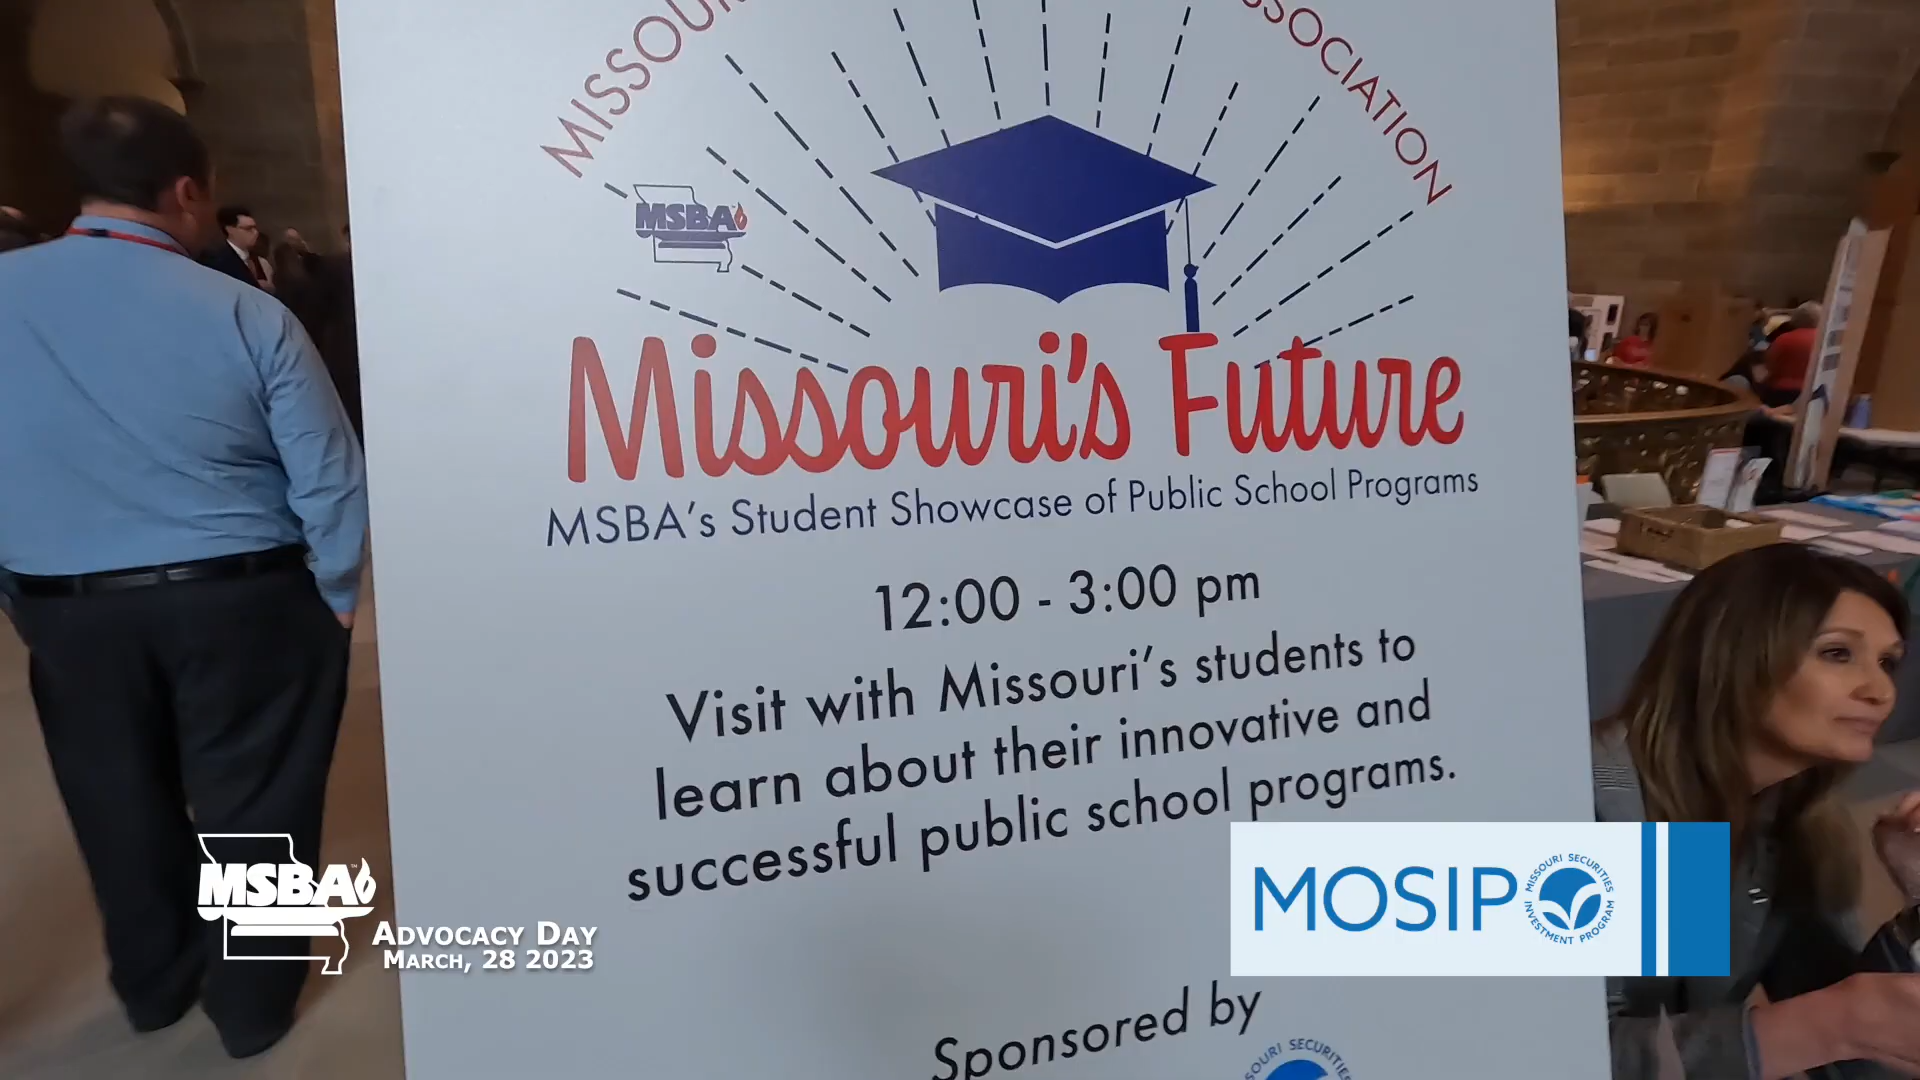 MISSOURI
ASSOCIATION
MSBA
Missouri's Future
MSBA's Student Showcase of Public School Programs
12:00 - 3:00 pm
Visit with Missouri's students to
learn about their innovative and
successful public school programs.
MSBA™
ADVOCACY DAY
MARCH, 28 2023
MOSIP
MISSOURI SECURITIES
INVESTMENT PROGRAM
Sponsored by